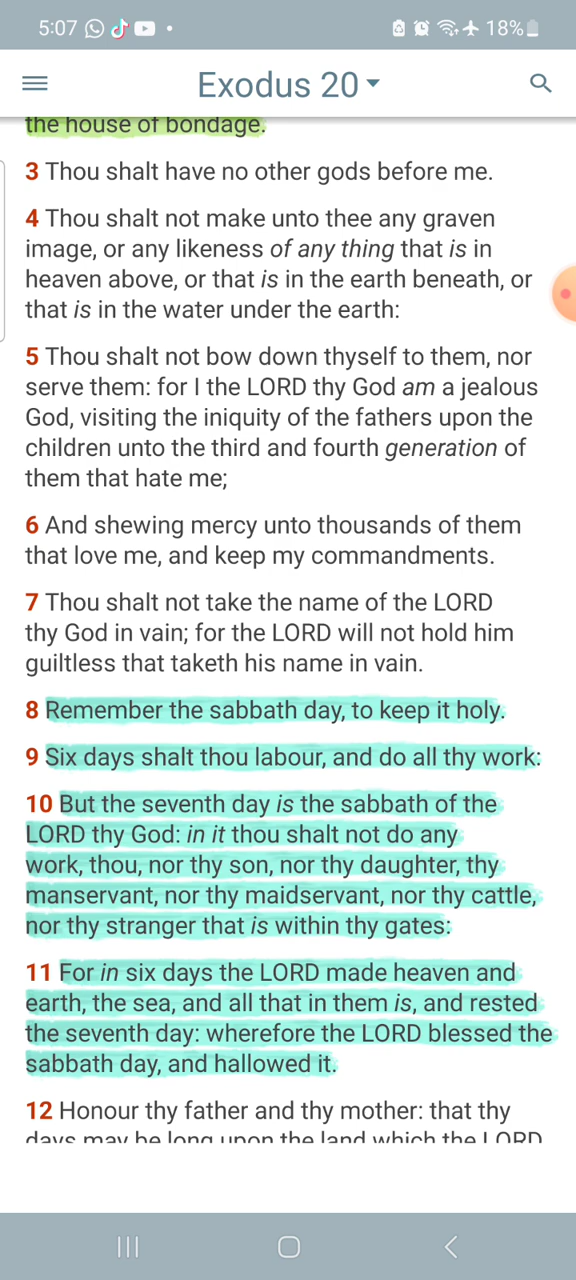 5:07
18%
Exodus 20
the house of bondage.
3 Thou shalt have no other gods before me.
4 Thou shalt not make unto thee any graven
image, or any likeness of any thing that is in
heaven above, or that is in the earth beneath, or
that is in the water under the earth:
5 Thou shalt not bow down thyself to them, nor
serve them: for I the LORD thy God am a jealous
God, visiting the iniquity of the fathers upon the
children unto the third and fourth generation of
them that hate me;
6 And shewing mercy unto thousands of them
that love me, and keep my commandments.
7 Thou shalt not take the name of the LORD
thy God in vain; for the LORD will not hold him
guiltless that taketh his name in vain.
8 Remember the sabbath day, to keep it holy.
9 Six days shalt thou labour, and do all thy work:
10 But the seventh day is the sabbath of the
LORD thy God: in it thou shalt not do any
work, thou, nor thy son, nor thy daughter, thy
manservant, nor thy maidservant, nor thy cattle,
nor thy stranger that is within thy gates:
11 For in six days the LORD made heaven and
earth, the sea, and all that in them is, and rested
the seventh day: wherefore the LORD blessed the
sabbath day, and hallowed it.
12 Honour thy father and thy mother: that thy
days may be long upon the land which the LORD